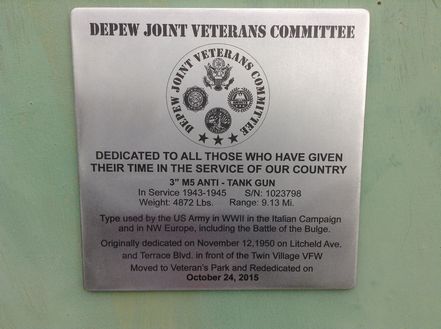 DEPEW JOINT VETERANS COMMITTEE
DEPEW JOINT VETERANS COMMITTEE
DEDICATED TO ALL THOSE WHO HAVE GIVEN
THEIR TIME IN THE SERVICE OF OUR COUNTRY
3" M5 ANTI - TANK GUN
In Service 1943-1945 S/N: 1023798
Weight: 4872 Lbs. Range: 9.13 Mi.
Type used by the US Army in WWII in the Italian Campaign
and in NW Europe, including the Battle of the Bulge.
Originally dedicated on November 12,1950 on Litcheld Ave.
and Terrace Blvd. in front of the Twin Village VFW
Moved to Veteran's Park and Rededicated on
October 24, 2015